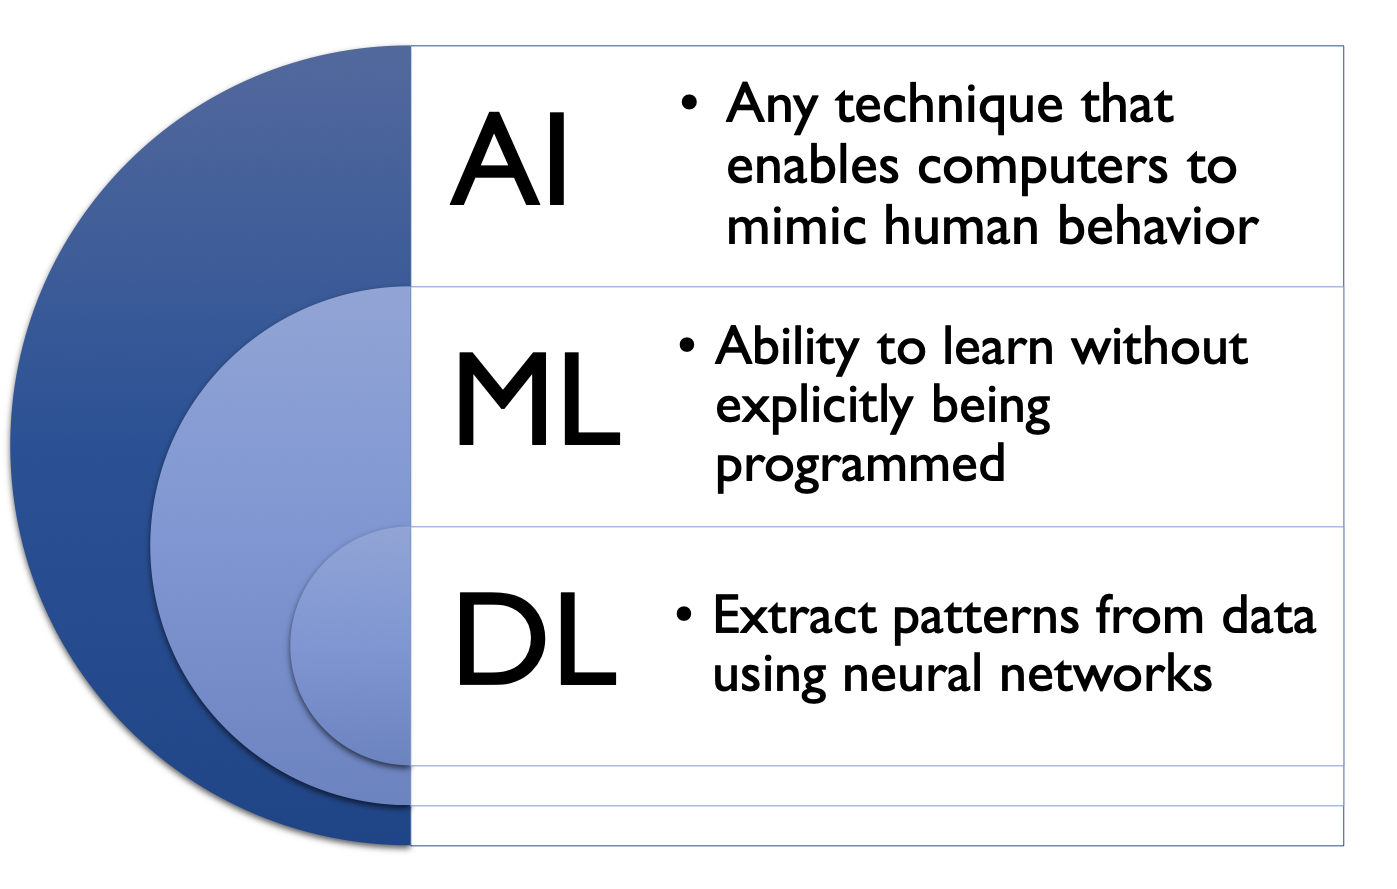 AI
• Any technique that
enables computers to
mimic human behavior
ML
• Ability to learn without
explicitly being
programmed
DL
• Extract patterns from data
using neural networks